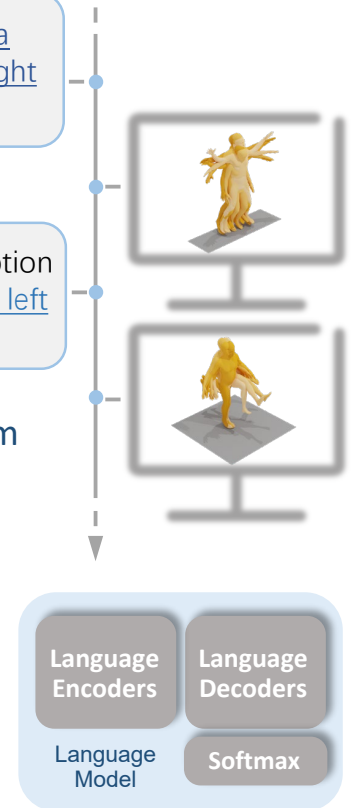 a
ght
otion
left
m
Language Encoders
Language Decoders
Language Model
Softmax